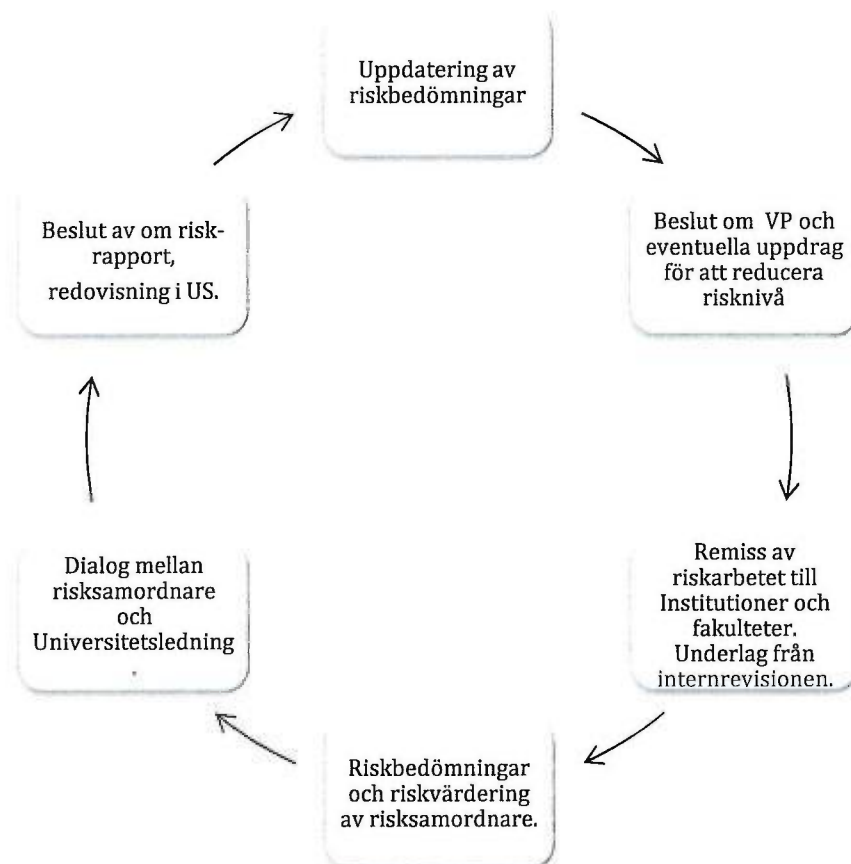 Uppdatering av
riskbedömningar
Beslut om VP och
eventuella uppdrag
för att reducera
risknivå
Remiss av
riskarbetet till
Institutioner och
fakulteter.
Underlag från
internrevisionen.
Riskbedömningar
och riskvärdering
av risksamordnare.
Dialog mellan
risksamordnare
och
Universitetsledning
.
Beslut av om risk-
rapport,
redovisning i US.